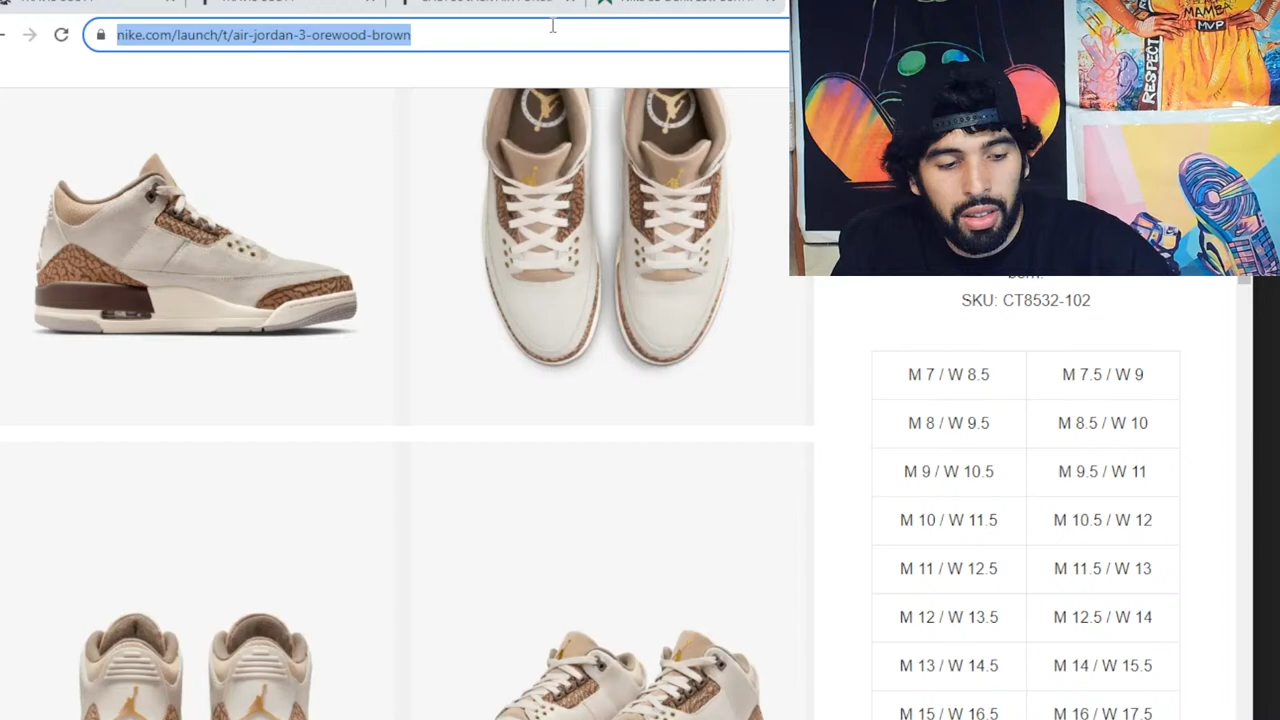 nike.com/launch/t/air-jordan-3-orewood-brown
RESPECT
MAMBA
MVP
SKU: CT8532-102
M 7 / W 8.5 M 7.5 / W 9
M 8 / W 9.5 M 8.5 / W 10
M 9 / W 10.5 M 9.5 / W 11
M 10 / W 11.5 M 10.5 / W 12
M 11 / W 12.5 M 11.5 / W 13
M 12 / W 13.5 M 12.5 / W 14
M 13 / W 14.5 M 14 / W 15.5
M 15 / W 16.5 M 16 / W 17.5